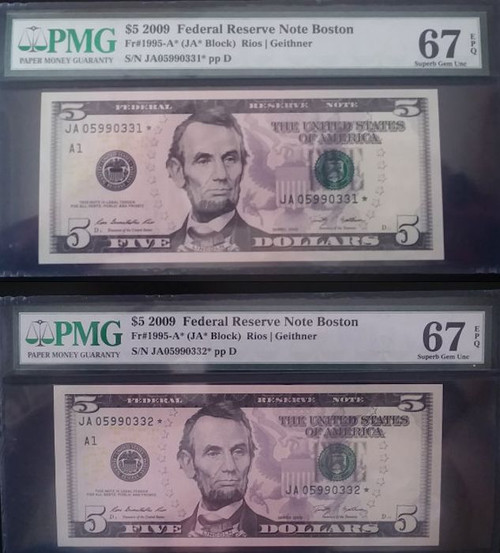 PMG
PAPER MONEY GUARANTY
$5 2009 Federal Reserve Note Boston
Fr#1995-A* (JA* Block) Rios | Geithner
S/N JA05990331* pp D
67 EPQ
Superb Gem Unc
5 FEDERAL RESERVE NOTE 5
JA 05990331 *
THE UNITED STATES
OF AMERICA
A1
JA 05990331 *
5 FIVE DOLLARS 5
PMG
PAPER MONEY GUARANTY
$5 2009 Federal Reserve Note Boston
Fr#1995-A* (JA* Block) Rios | Geithner
S/N JA05990332* pp D
67 EPQ
Superb Gem Unc
5 FEDERAL RESERVE NOTE 5
JA 05990332 *
THE UNITED STATES
OF AMERICA
A1
JA 05990332 *
5 FIVE DOLLARS 5